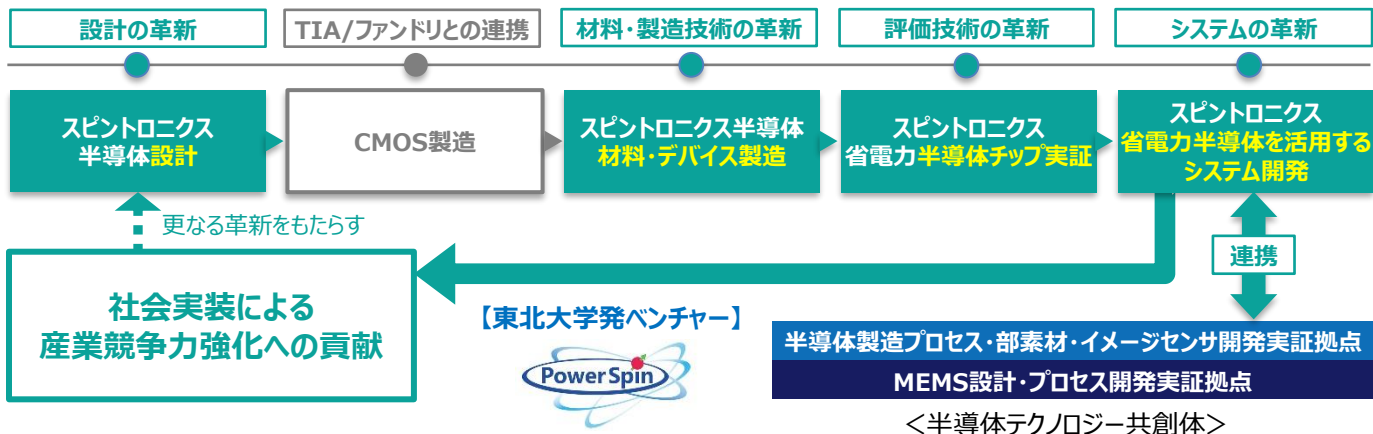 設計の革新
TIA/ファンドリとの連携
材料・製造技術の革新
評価技術の革新
システムの革新
スピントロニクス
半導体設計
CMOS製造
スピントロニクス半導体
材料・デバイス製造
スピントロニクス
省電力半導体チップ実証
スピントロニクス
省電力半導体を活用する
システム開発
更なる革新をもたらす
連携
社会実装による
産業競争力強化への貢献
【東北大学発ベンチャー】
Power Spin
半導体製造プロセス・部素材・イメージセンサ開発実証拠点
MEMS設計・プロセス開発実証拠点
＜半導体テクノロジー共創体＞